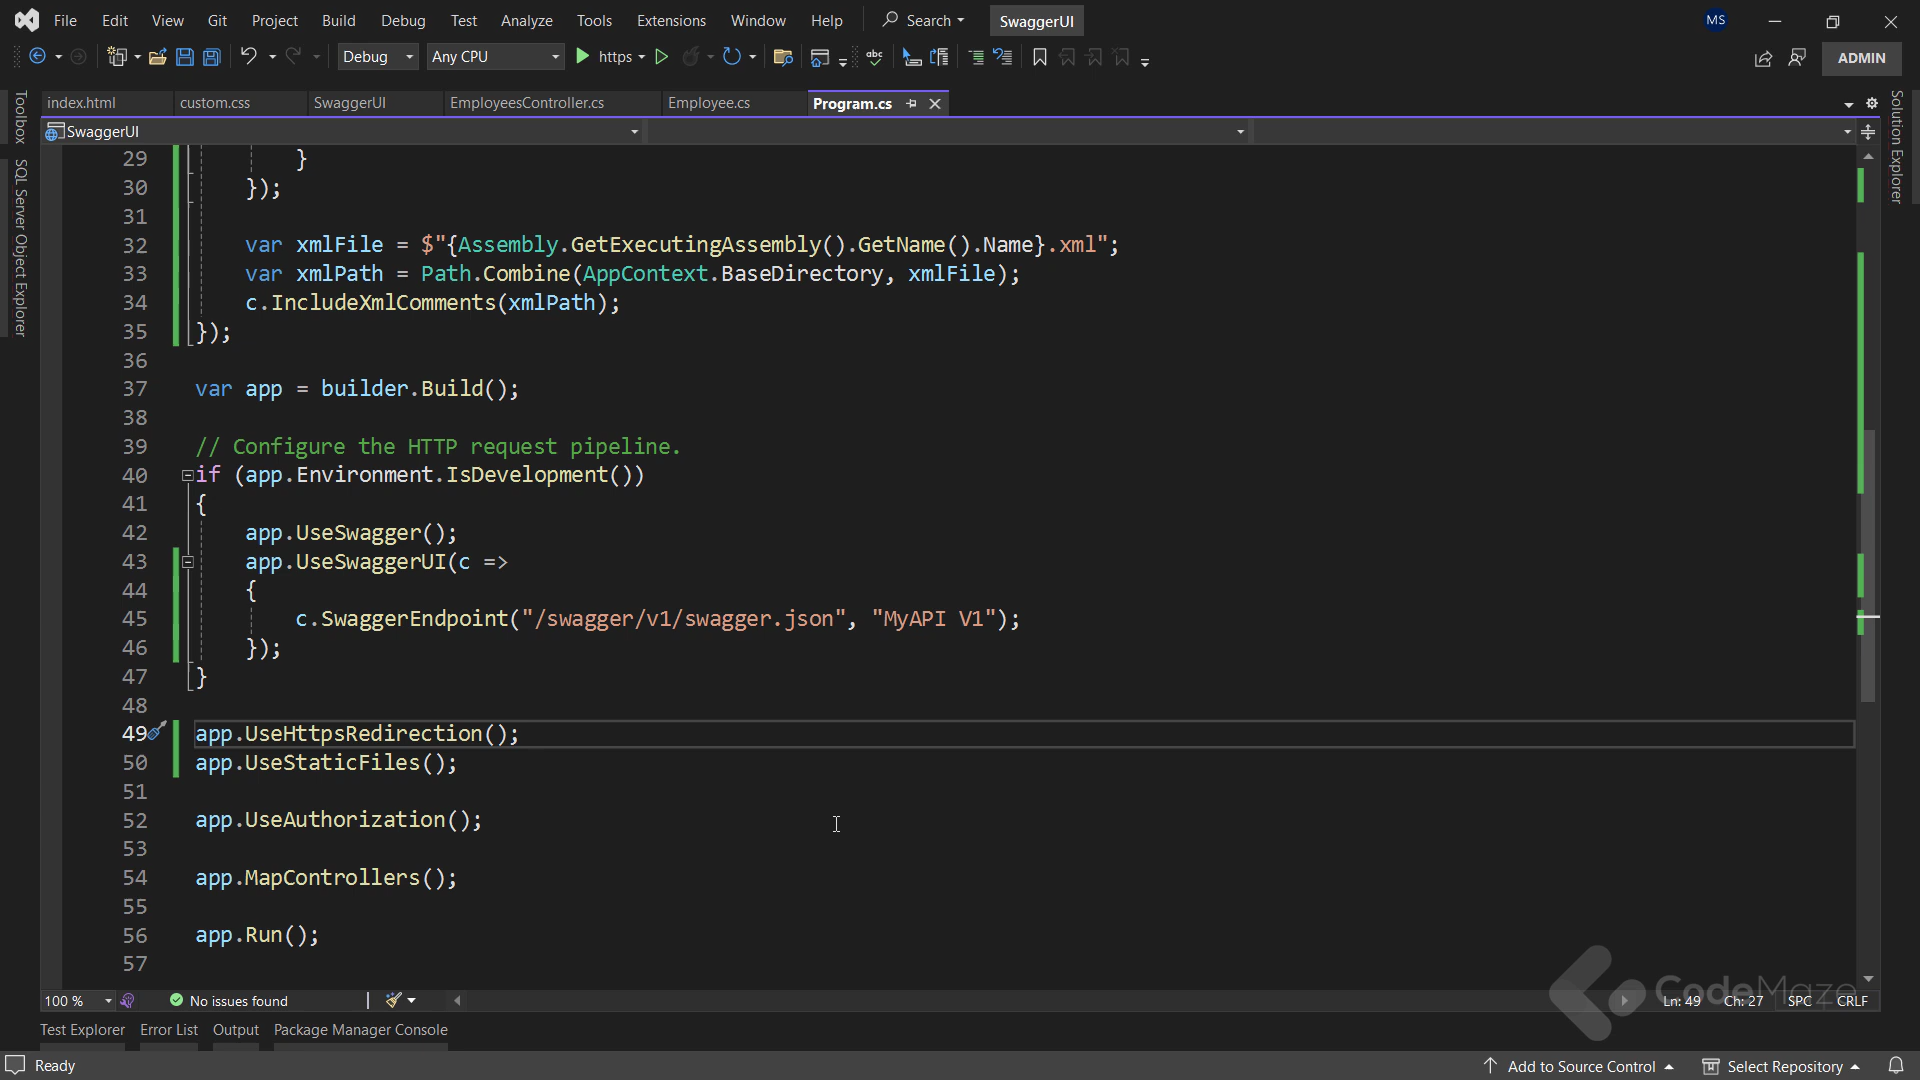 File Edit View Git Project Build Debug Test Analyze Tools Extensions Window Help Search SwaggerUI MS
Debug Any CPU https abc ADMIN
Toolbox
SQL Server Object Explorer
Solution Explorer
index.html custom.css SwaggerUI EmployeesController.cs Employee.cs Program.cs
SwaggerUI
29 }
30 });
31
32 var xmlFile = $"{Assembly.GetExecutingAssembly().GetName().Name}.xml";
33 var xmlPath = Path.Combine(AppContext.BaseDirectory, xmlFile);
34 c.IncludeXmlComments(xmlPath);
35 });
36
37 var app = builder.Build();
38
39 // Configure the HTTP request pipeline.
40 if (app.Environment.IsDevelopment())
41 {
42 app.UseSwagger();
43 app.UseSwaggerUI(c =>
44 {
45 c.SwaggerEndpoint("/swagger/v1/swagger.json", "MyAPI V1");
46 });
47 }
48
49 app.UseHttpsRedirection();
50 app.UseStaticFiles();
51
52 app.UseAuthorization();
53
54 app.MapControllers();
55
56 app.Run();
57
CodeMaze
100 % No issues found Ln: 49 Ch: 27 SPC CRLF
Test Explorer Error List Output Package Manager Console
Ready Add to Source Control Select Repository